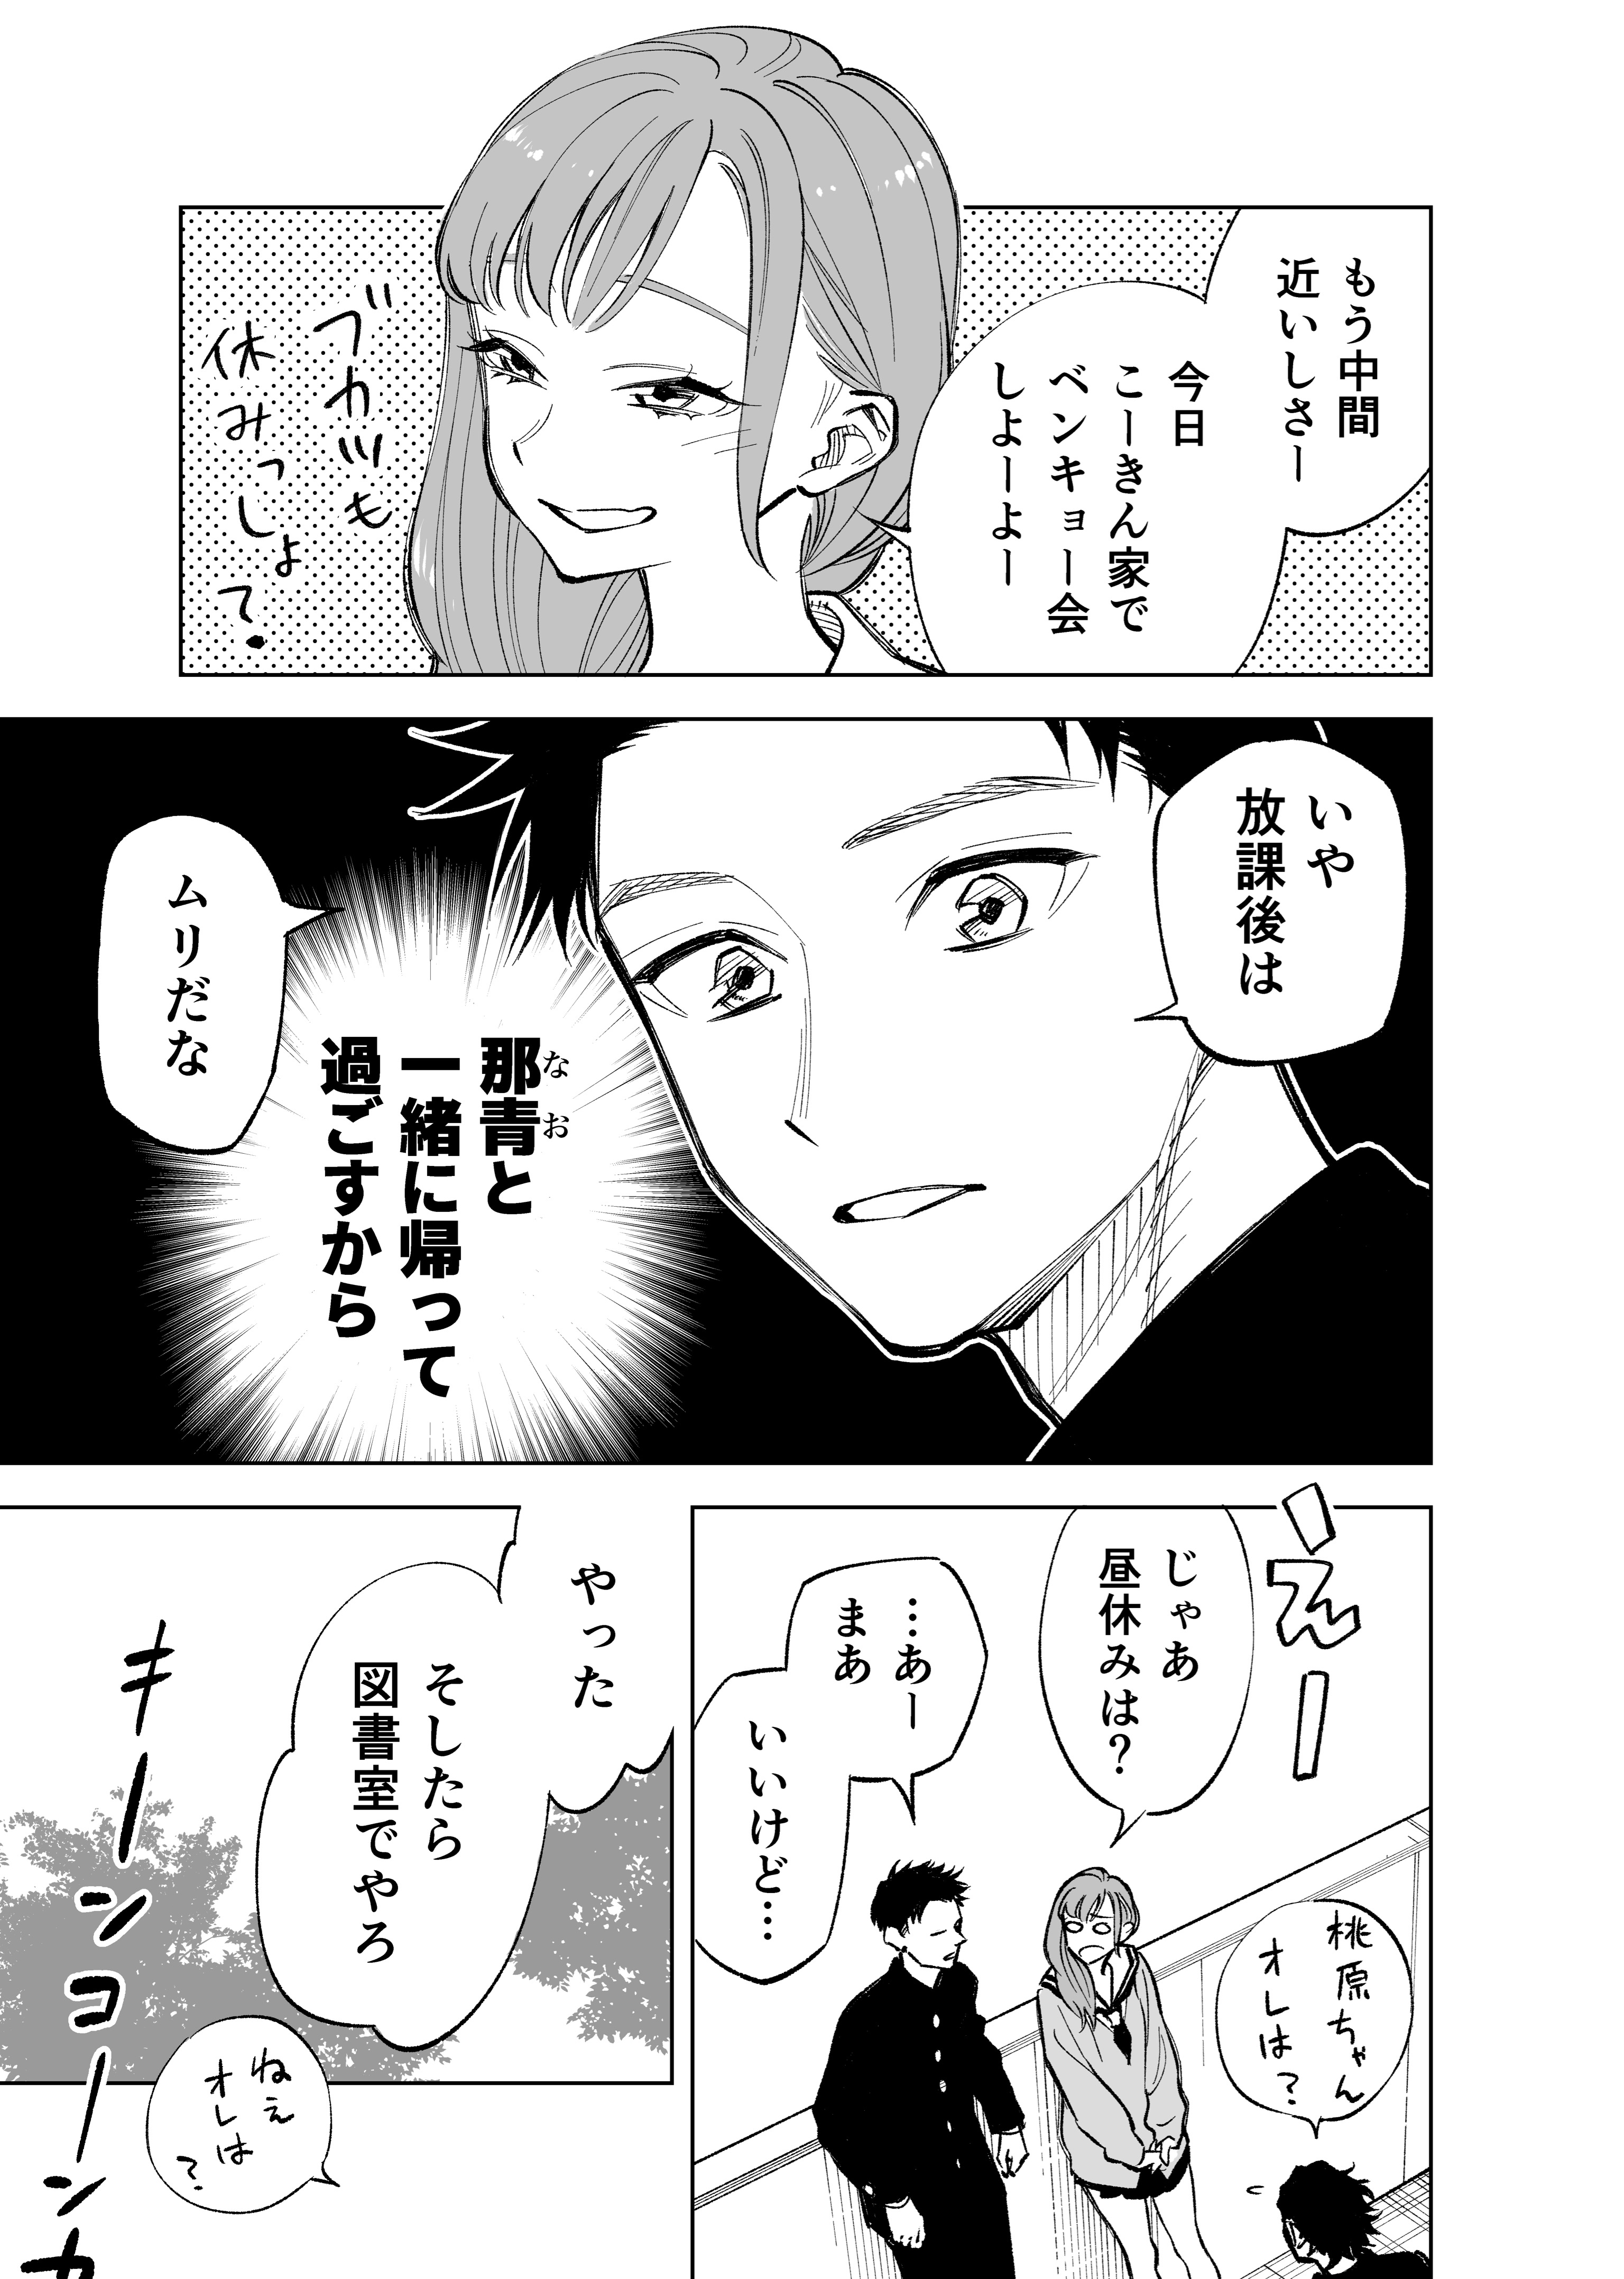 もう中間
近いしさー
今日
こーきん家で
ベンキョー会
しよーよー
ブカツも
休みっしょ?
いや
放課後は
那青と
なお
一緒に帰って
過ごすから
ムリだな
えー
じゃあ
昼休みは?
…あー
まあ
いいけど…
桃原ちゃん
オレは?
やった
そしたら
図書室でやろ
ねえ
オレは
?
キーンコーンカ